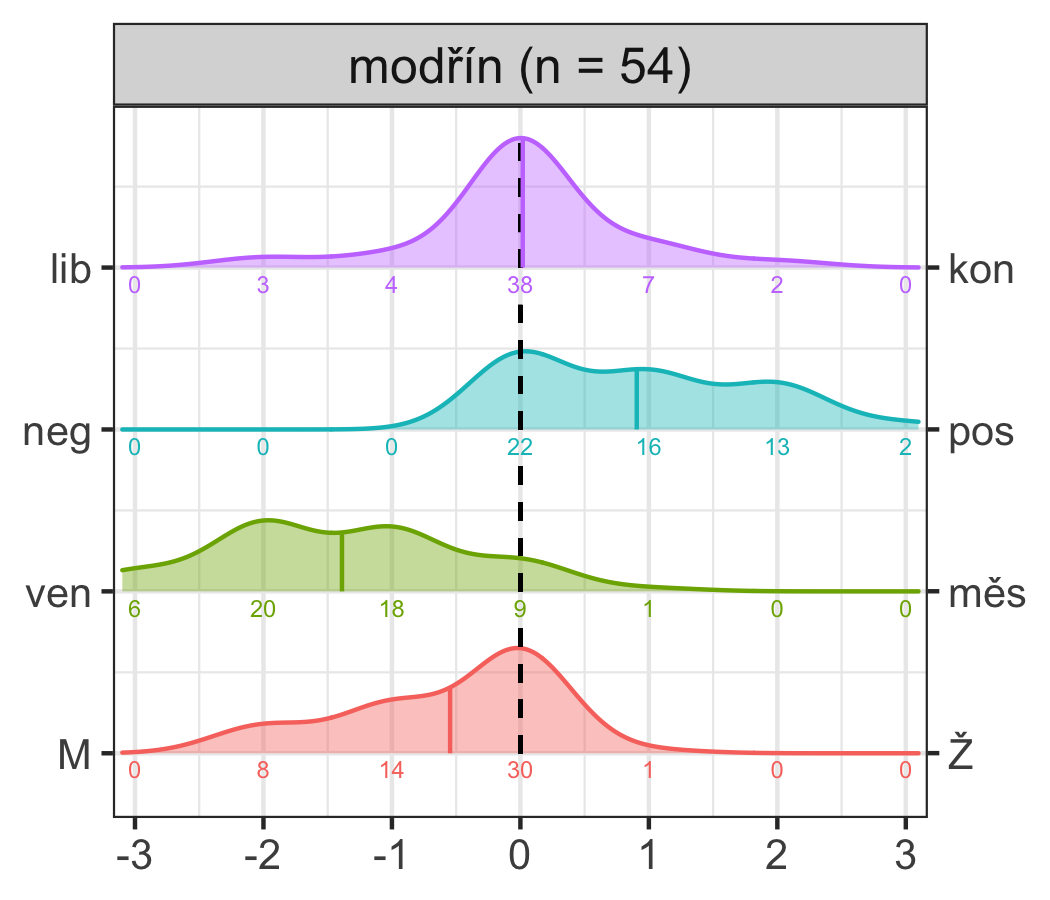 modřín (n = 54)
lib kon
0 3 4 38 7 2 0
neg pos
0 0 0 22 16 13 2
ven měs
6 20 18 9 1 0 0
M Ž
0 8 14 30 1 0 0
-3 -2 -1 0 1 2 3